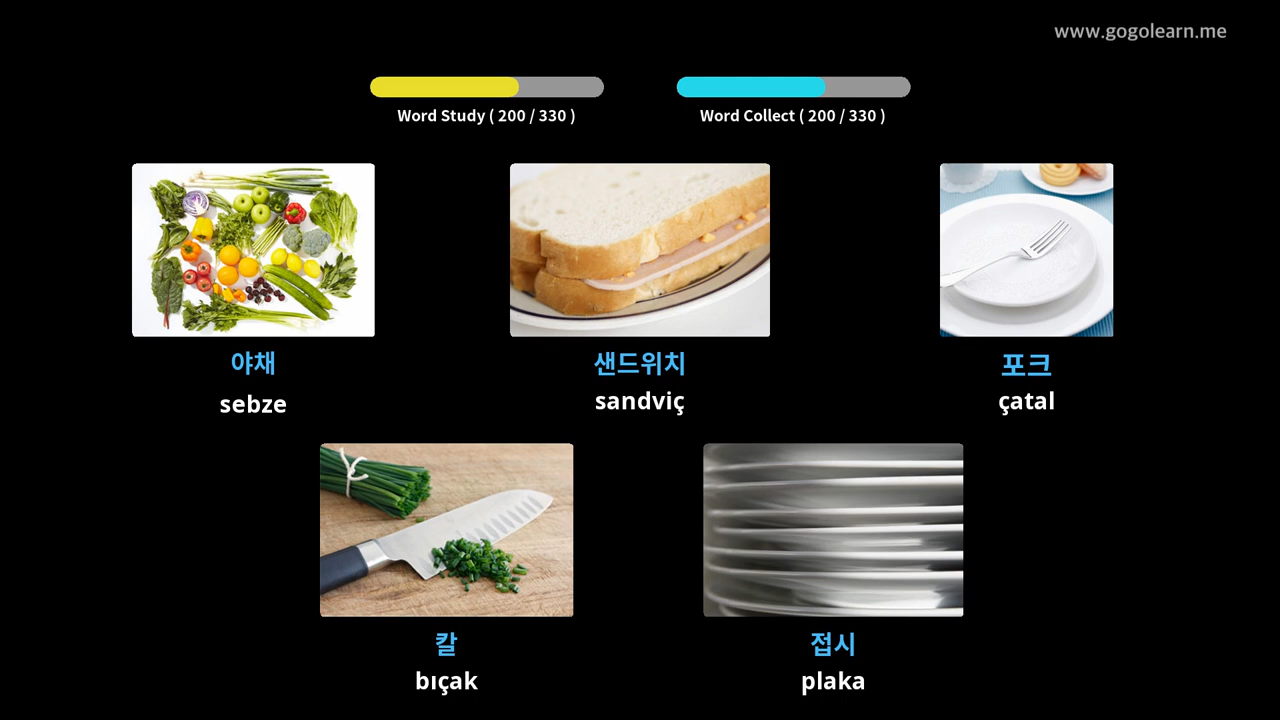 www.gogolearn.me
Word Study ( 200 / 330 )
Word Collect ( 200 / 330 )
야채
sebze
샌드위치
sandviç
포크
çatal
칼
bıçak
접시
plaka